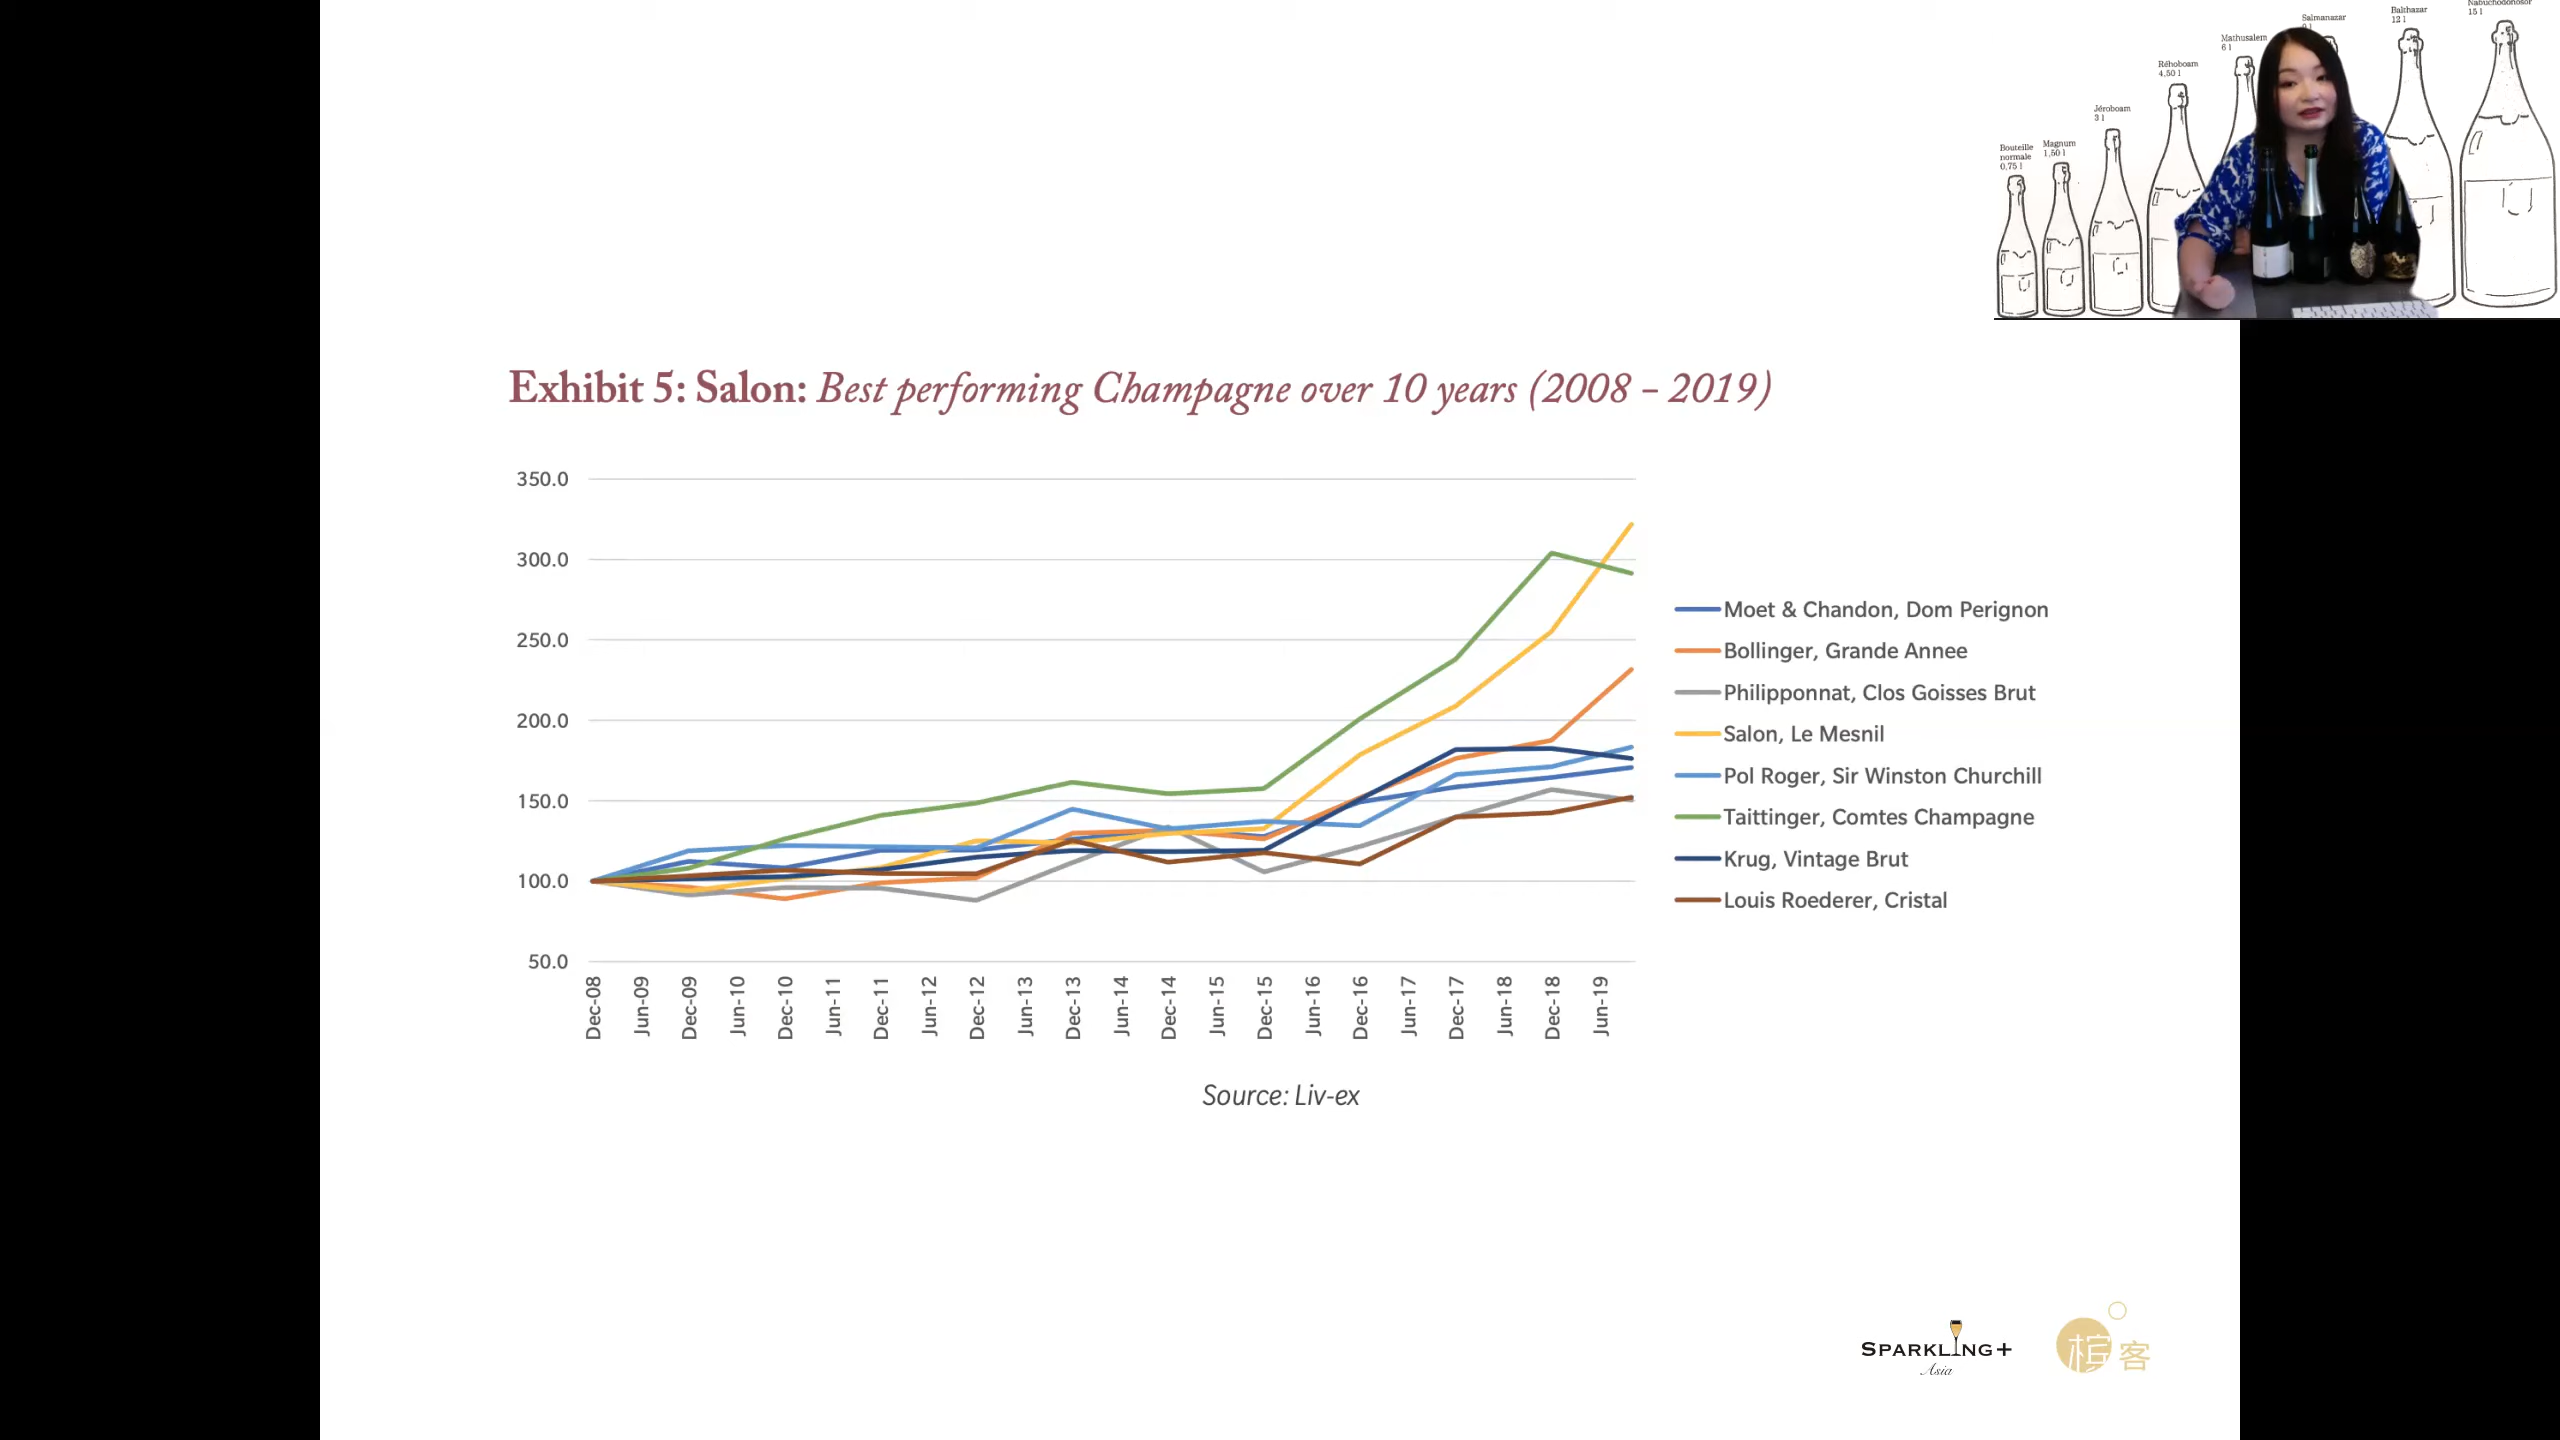 Nabuchodonosor
15 l
Balthazar
12 l
Salmanazar
Mathusalem
6 l
Réhoboam
4,50 l
Jéroboam
3 l
Magnum
1,50 l
Bouteille
normale
0,75 l
Exhibit 5: Salon: Best performing Champagne over 10 years (2008 – 2019)
350.0
300.0
250.0
200.0
150.0
100.0
50.0
Dec-08
Jun-09
Dec-09
Jun-10
Dec-10
Jun-11
Dec-11
Jun-12
Dec-12
Jun-13
Dec-13
Jun-14
Dec-14
Jun-15
Dec-15
Jun-16
Dec-16
Jun-17
Dec-17
Jun-18
Dec-18
Jun-19
Moet & Chandon, Dom Perignon
Bollinger, Grande Annee
Philipponnat, Clos Goisses Brut
Salon, Le Mesnil
Pol Roger, Sir Winston Churchill
Taittinger, Comtes Champagne
Krug, Vintage Brut
Louis Roederer, Cristal
Source: Liv-ex
SPARKLING+
Asia
槟客